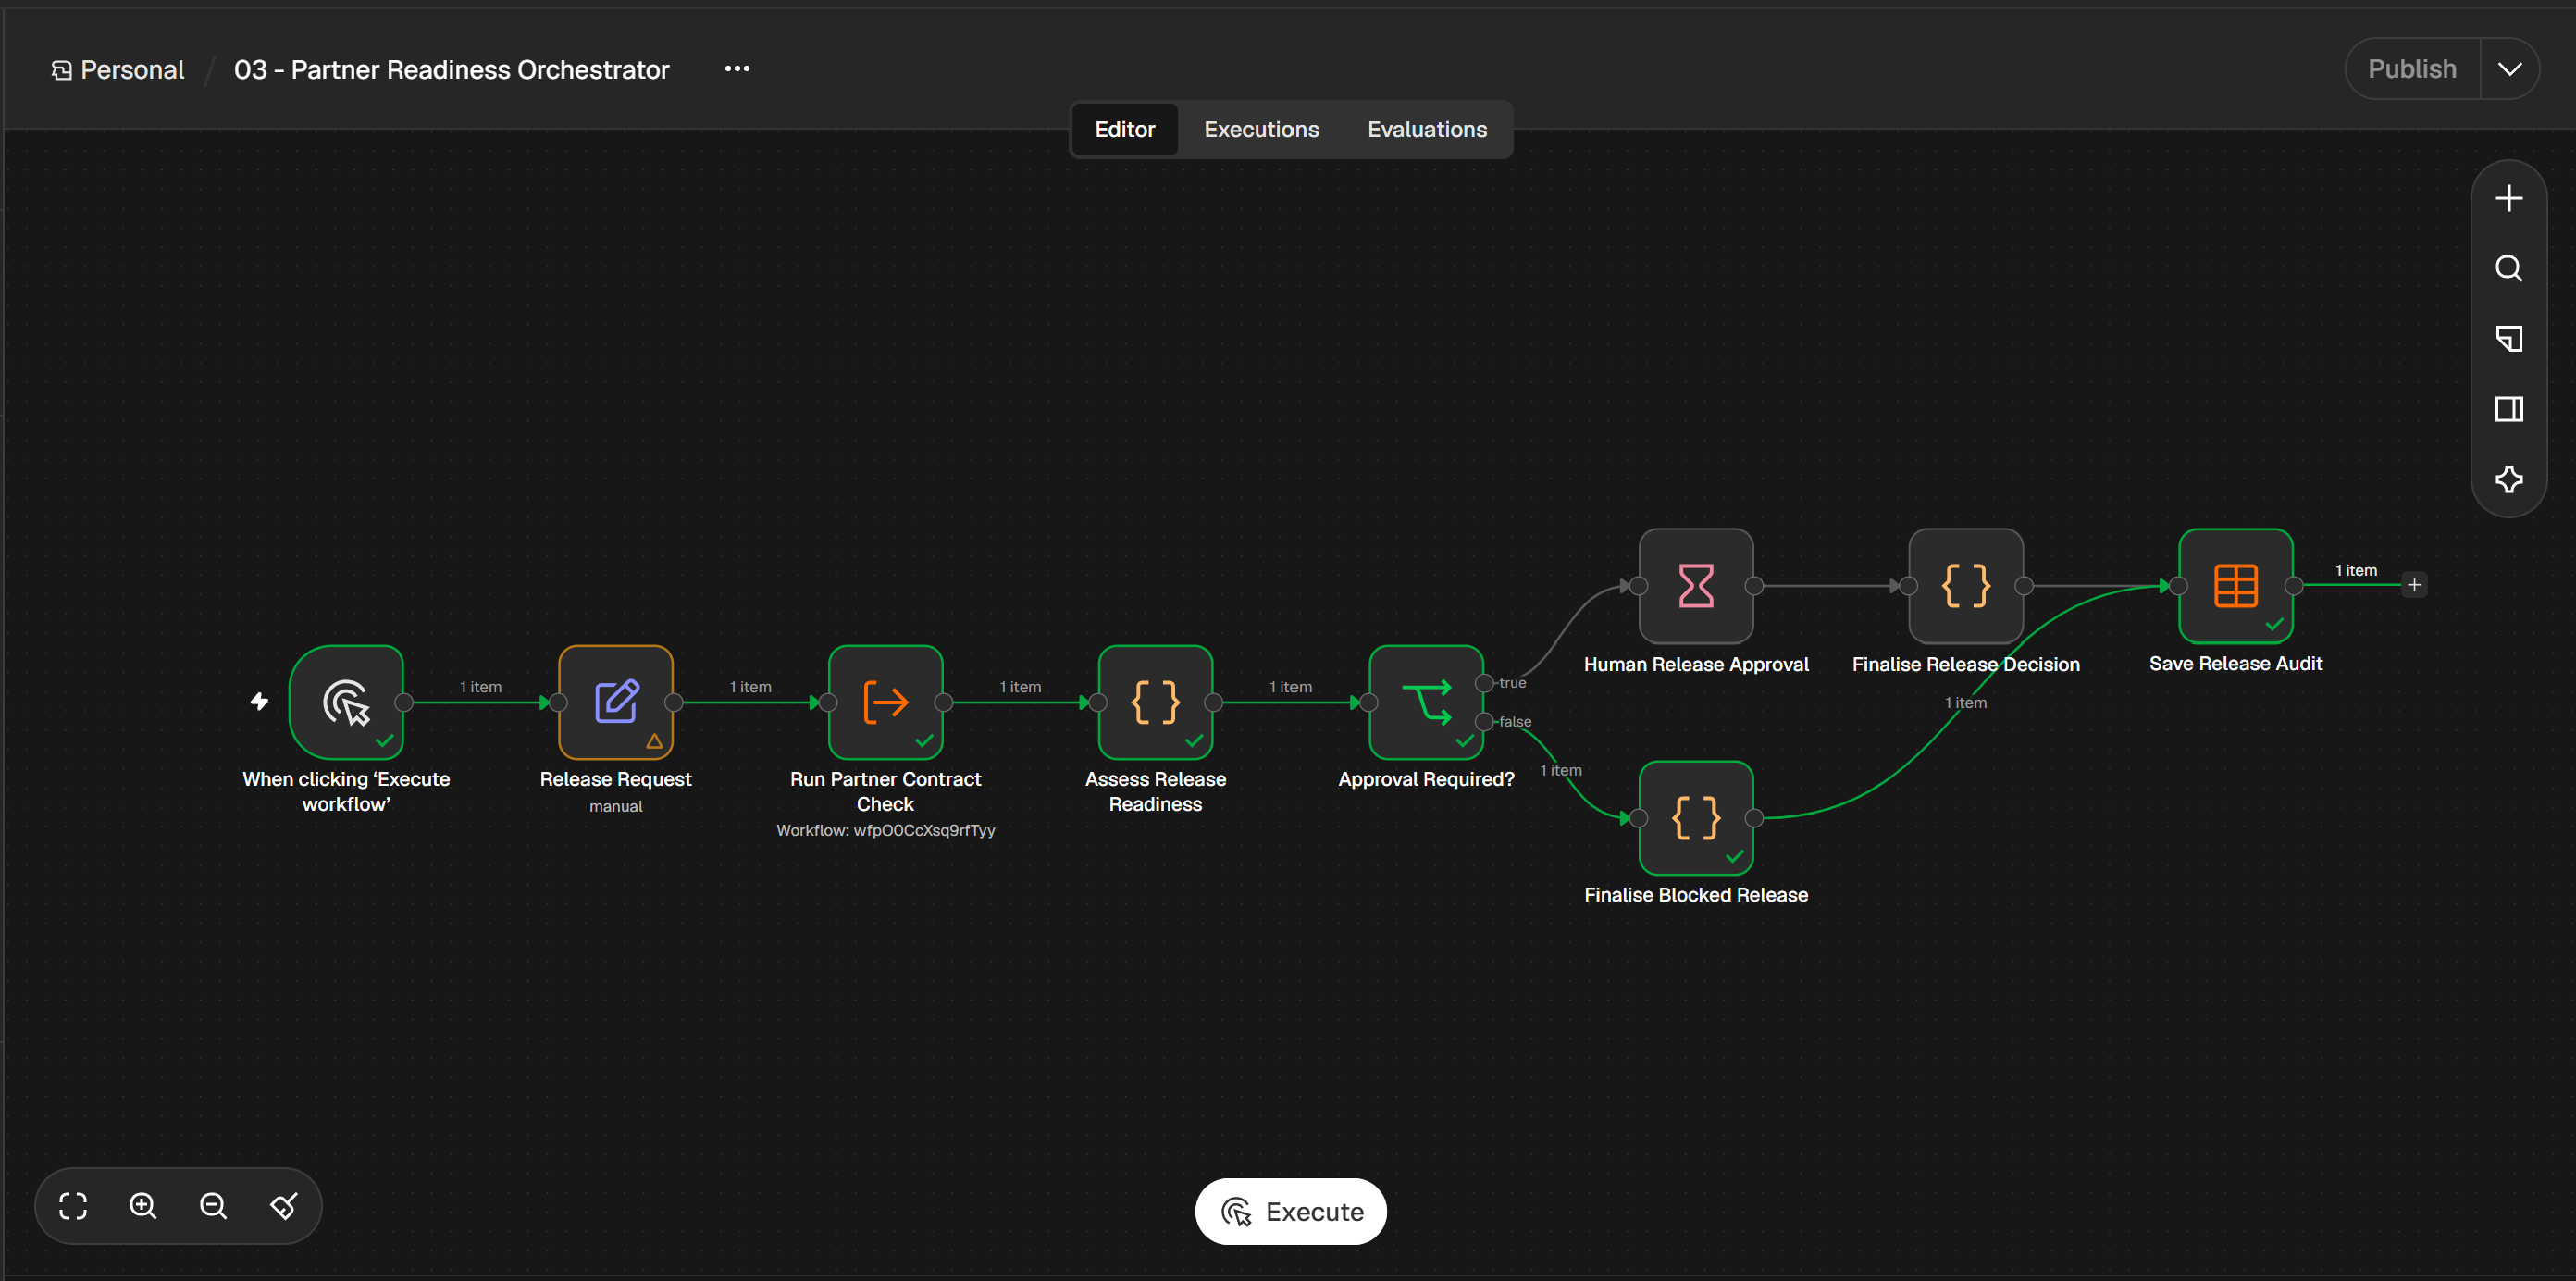 Personal / 03 - Partner Readiness Orchestrator ...
Publish
Editor Executions Evaluations
1 item
1 item
1 item
1 item
true
false
1 item
1 item
1 item
When clicking ‘Execute
workflow’
Release Request
manual
Run Partner Contract
Check
Workflow: wfpO0CcXsq9rfTyy
Assess Release
Readiness
Approval Required?
Human Release Approval
Finalise Release Decision
Save Release Audit
Finalise Blocked Release
Execute